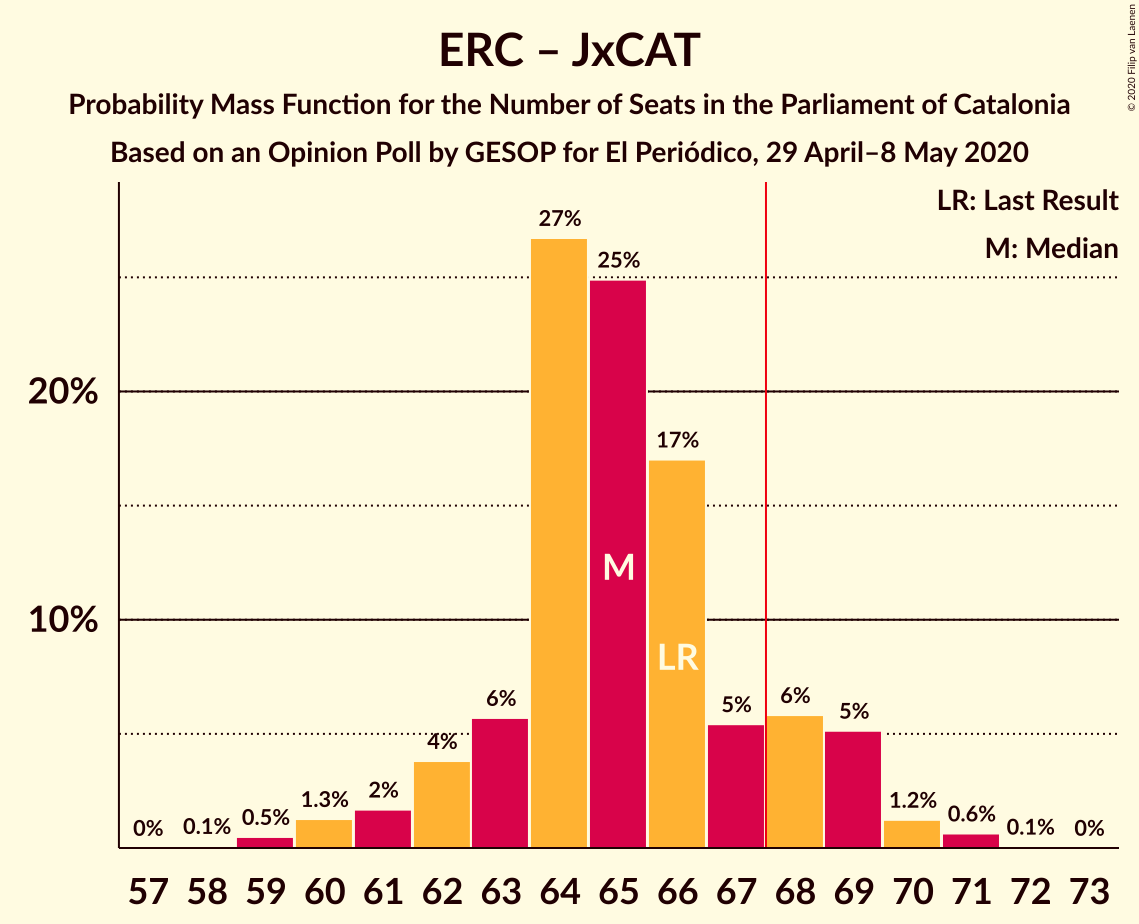 ERC – JxCAT
Probability Mass Function for the Number of Seats in the Parliament of Catalonia
Based on an Opinion Poll by GESOP for El Periódico, 29 April–8 May 2020
© 2020 Filip van Laenen
LR: Last Result
M: Median
20%
10%
0%
0.1%
0.5%
1.3%
2%
4%
6%
27%
25%
17%
5%
6%
5%
1.2%
0.6%
0.1%
0%
M
LR
57 58 59 60 61 62 63 64 65 66 67 68 69 70 71 72 73